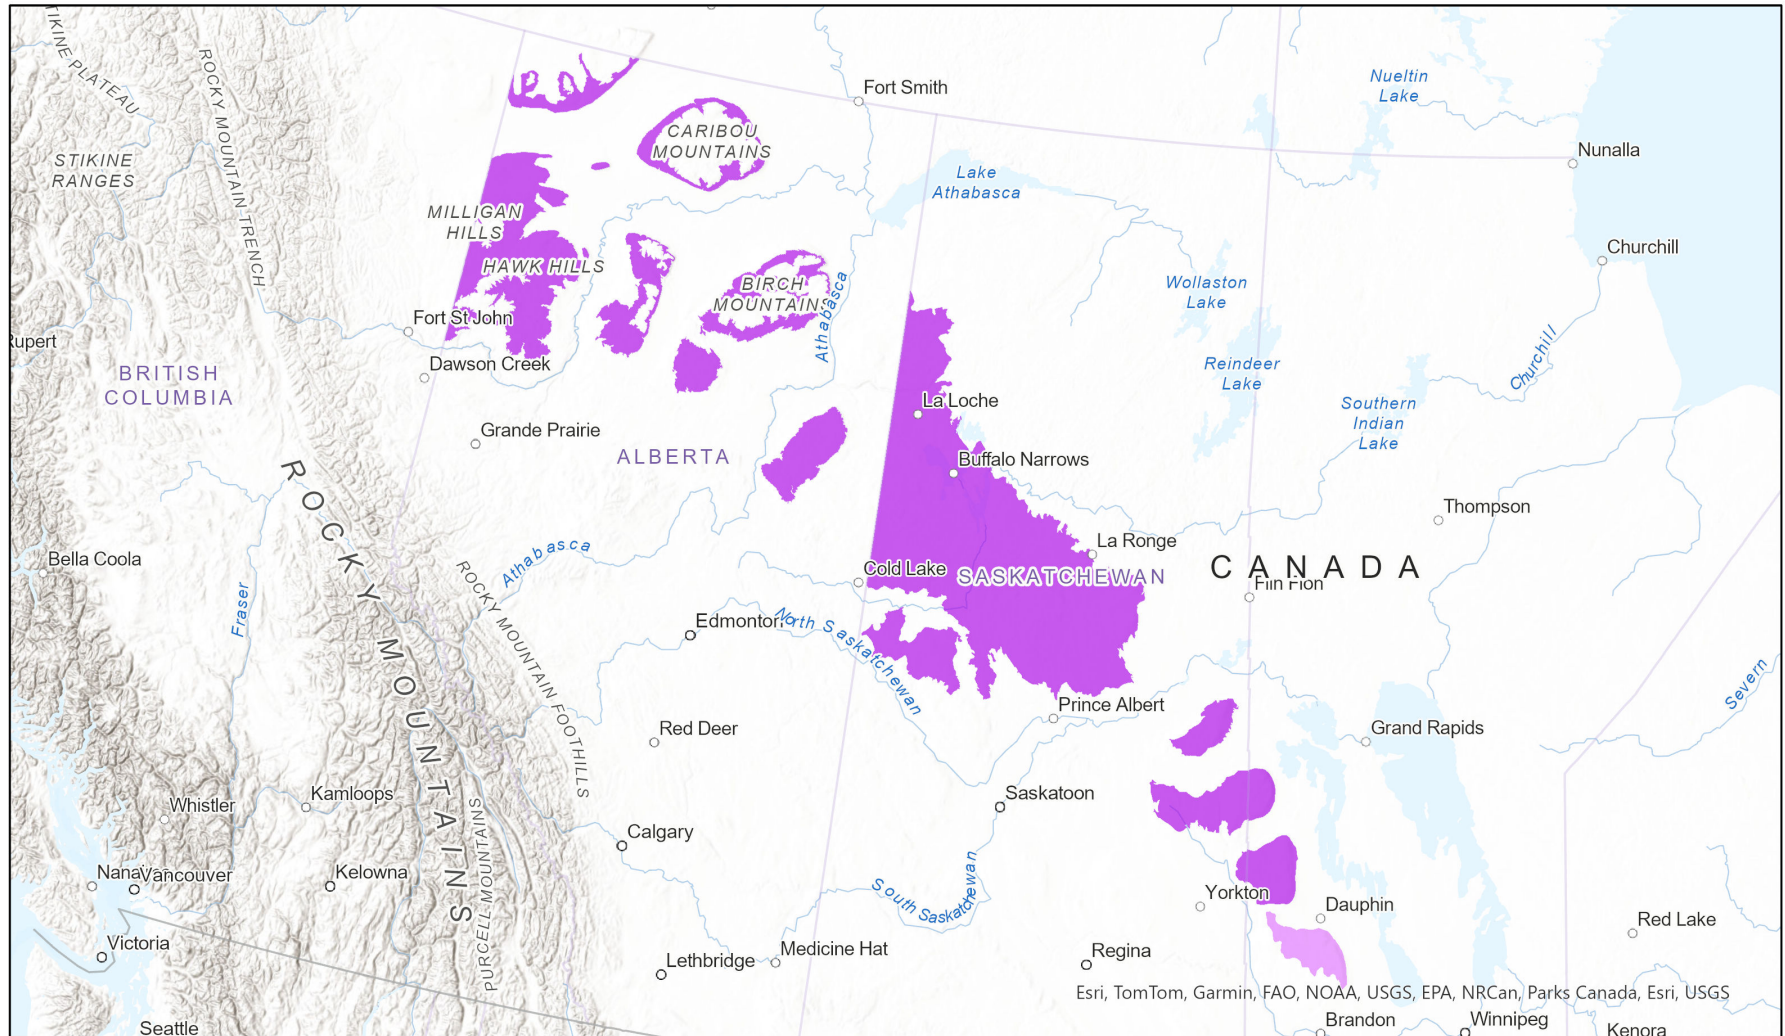 TIKINE PLATEAU
ROCKY MOUNTAIN TRENCH
Fort Smith
Nueltin
Lake
CARIBOU
MOUNTAINS
STIKINE
RANGES
Nunalla
Lake
Athabasca
MILLIGAN
HILLS
HAWK HILLS
Churchill
BIRCH
MOUNTAINS
Athabasca
Wollaston
Lake
Fort St John
Rupert
Dawson Creek
Reindeer
Lake
Churchill
BRITISH
COLUMBIA
La Loche
Southern
Indian
Lake
Grande Prairie
ALBERTA
Buffalo Narrows
ROCKY MOUNTAINS
Thompson
Athabasca
La Ronge
Bella Coola
Cold Lake
SASKATCHEWAN
CANADA
Flin Flon
Fraser
ROCKY MOUNTAIN FOOTHILLS
Edmonton
North Saskatchewan
Severn
Prince Albert
Red Deer
Grand Rapids
Whistler
Kamloops
Saskatoon
Calgary
PURCELL MOUNTAINS
Vancouver
Kelowna
South Saskatchewan
Yorkton
Dauphin
Red Lake
Victoria
Lethbridge
Medicine Hat
Regina
Esri, TomTom, Garmin, FAO, NOAA, USGS, EPA, NRCan, Parks Canada, Esri, USGS
Seattle
Brandon
Winnipeg
Kenora